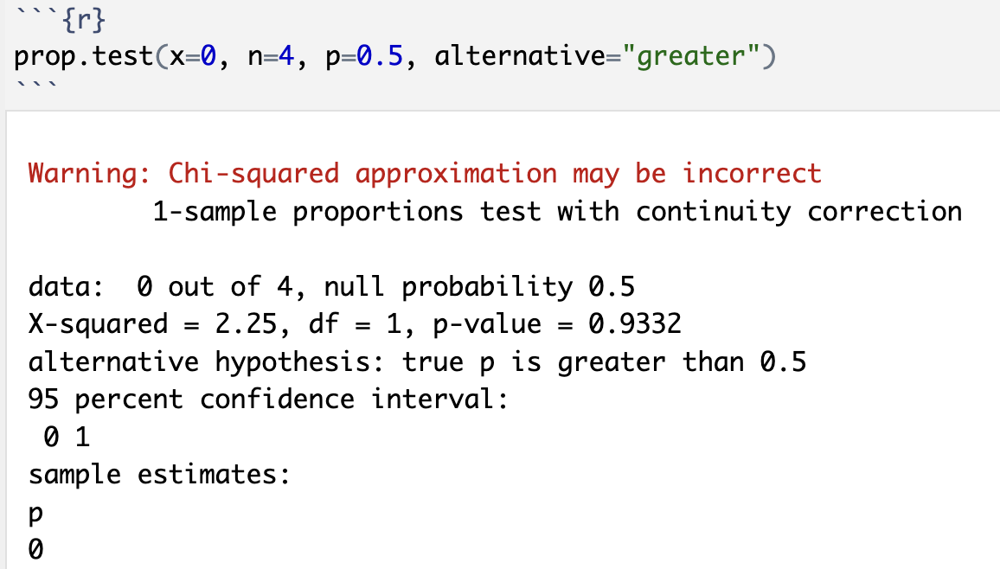 ```{r}
prop.test(x=0, n=4, p=0.5, alternative="greater")
```
Warning: Chi-squared approximation may be incorrect
1-sample proportions test with continuity correction
data:  0 out of 4, null probability 0.5
X-squared = 2.25, df = 1, p-value = 0.9332
alternative hypothesis: true p is greater than 0.5
95 percent confidence interval:
0 1
sample estimates:
p
0